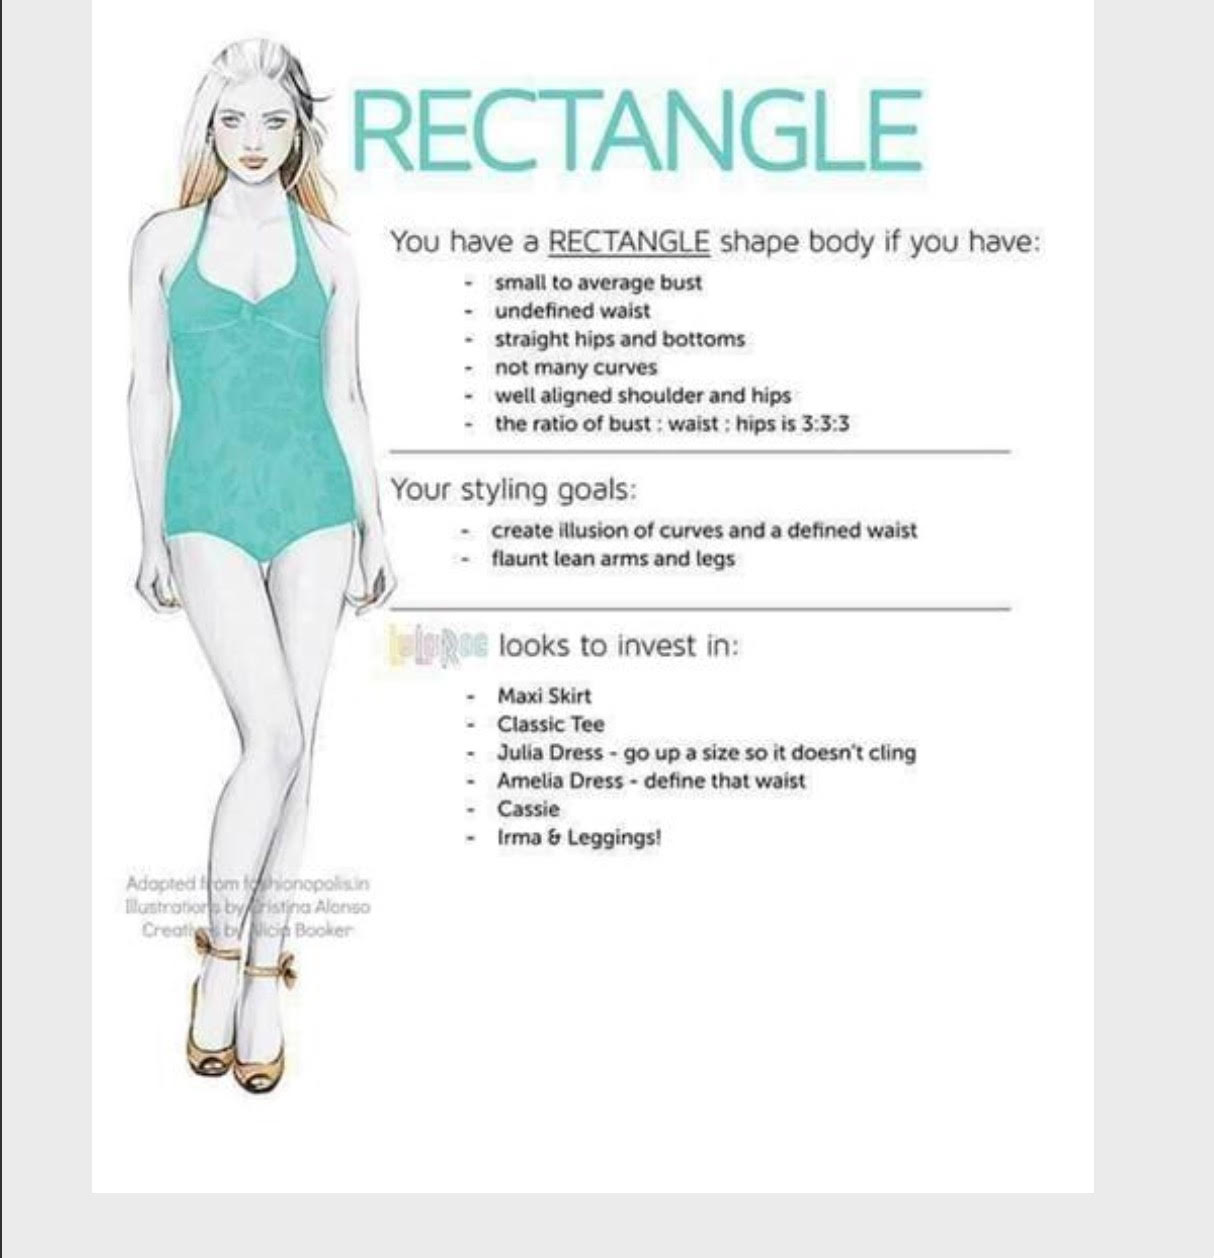 RECTANGLE
You have a RECTANGLE shape body if you have:
- small to average bust
- undefined waist
- straight hips and bottoms
- not many curves
- well aligned shoulder and hips
- the ratio of bust : waist : hips is 3:3:3
Your styling goals:
- create illusion of curves and a defined waist
- flaunt lean arms and legs
LuLaRoe looks to invest in:
- Maxi Skirt
- Classic Tee
- Julia Dress - go up a size so it doesn't cling
- Amelia Dress - define that waist
- Cassie
- Irma & Leggings!
Adapted from fashionopolis.in
Illustrations by Cristina Alonso
Creatives by Alicia Booker